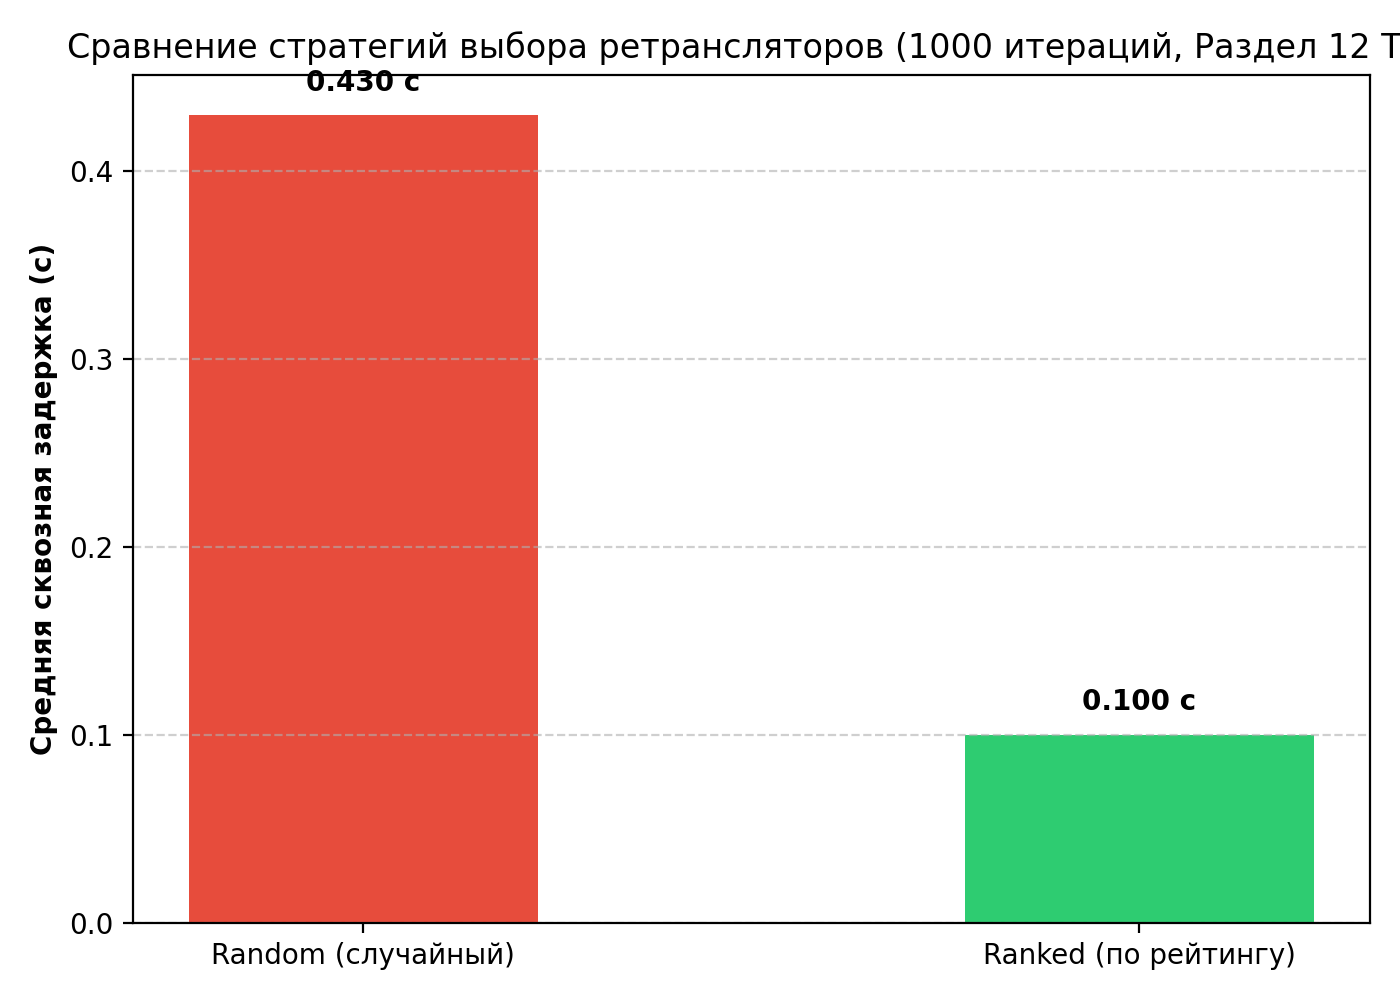 Сравнение стратегий выбора ретрансляторов (1000 итераций, Раздел 12 Т
0.430 с
Средняя сквозная задержка (с)
0.4
0.3
0.2
0.100 с
0.1
0.0
Random (случайный)
Ranked (по рейтингу)